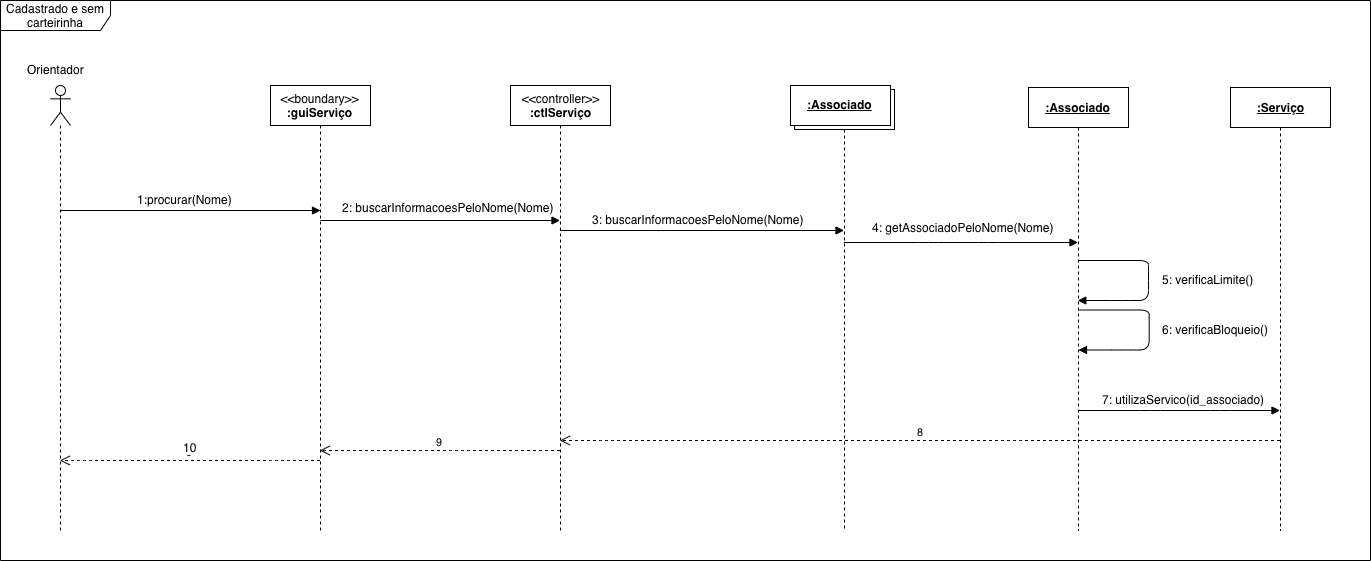 Cadastrado e sem
carteirinha
Orientador
<<boundary>>
:guiServiço
<<controller>>
:ctlServiço
:Associado
:Associado
:Serviço
1:procurar(Nome)
2: buscarInformacoesPeloNome(Nome)
3: buscarInformacoesPeloNome(Nome)
4: getAssociadoPeloNome(Nome)
5: verificaLimite()
6: verificaBloqueio()
7: utilizaServico(id_associado)
8
9
10